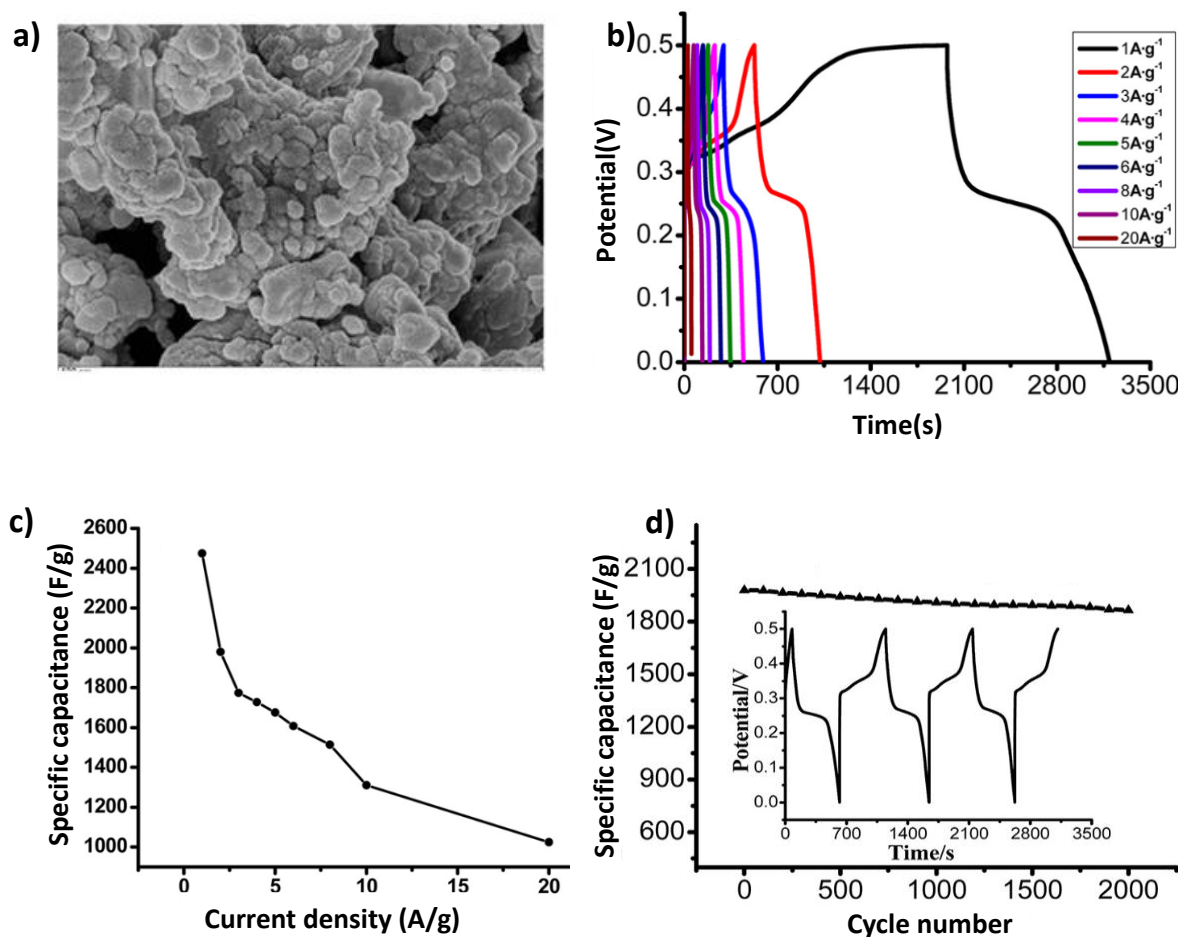 a)
b)
0.5
0.4
0.3
0.2
0.1
0.0
Potential(V)
0 700 1400 2100 2800 3500
Time(s)
1A·g⁻¹
2A·g⁻¹
3A·g⁻¹
4A·g⁻¹
5A·g⁻¹
6A·g⁻¹
8A·g⁻¹
10A·g⁻¹
20A·g⁻¹
c)
Specific capacitance (F/g)
2600
2400
2200
2000
1800
1600
1400
1200
1000
0 5 10 15 20
Current density (A/g)
d)
Specific capacitance (F/g)
2100
1800
1500
1200
900
600
0 500 1000 1500 2000
Cycle number
Potential/V
0.5
0.4
0.3
0.2
0.1
0.0
0 700 1400 2100 2800 3500
Time/s